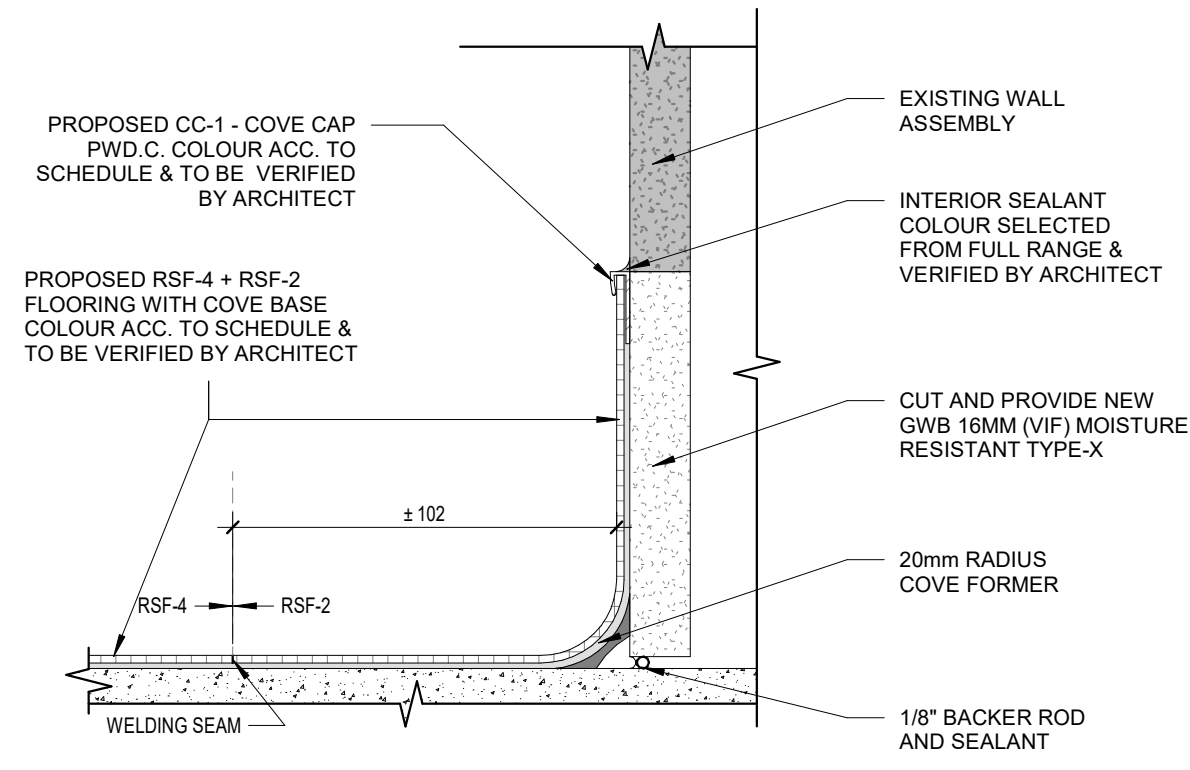 PROPOSED CC-1 - COVE CAP
PWD.C. COLOUR ACC. TO
SCHEDULE & TO BE VERIFIED
BY ARCHITECT
PROPOSED RSF-4 + RSF-2
FLOORING WITH COVE BASE
COLOUR ACC. TO SCHEDULE &
TO BE VERIFIED BY ARCHITECT
± 102
RSF-4
RSF-2
WELDING SEAM
EXISTING WALL
ASSEMBLY
INTERIOR SEALANT
COLOUR SELECTED
FROM FULL RANGE &
VERIFIED BY ARCHITECT
CUT AND PROVIDE NEW
GWB 16MM (VIF) MOISTURE
RESISTANT TYPE-X
20mm RADIUS
COVE FORMER
1/8" BACKER ROD
AND SEALANT